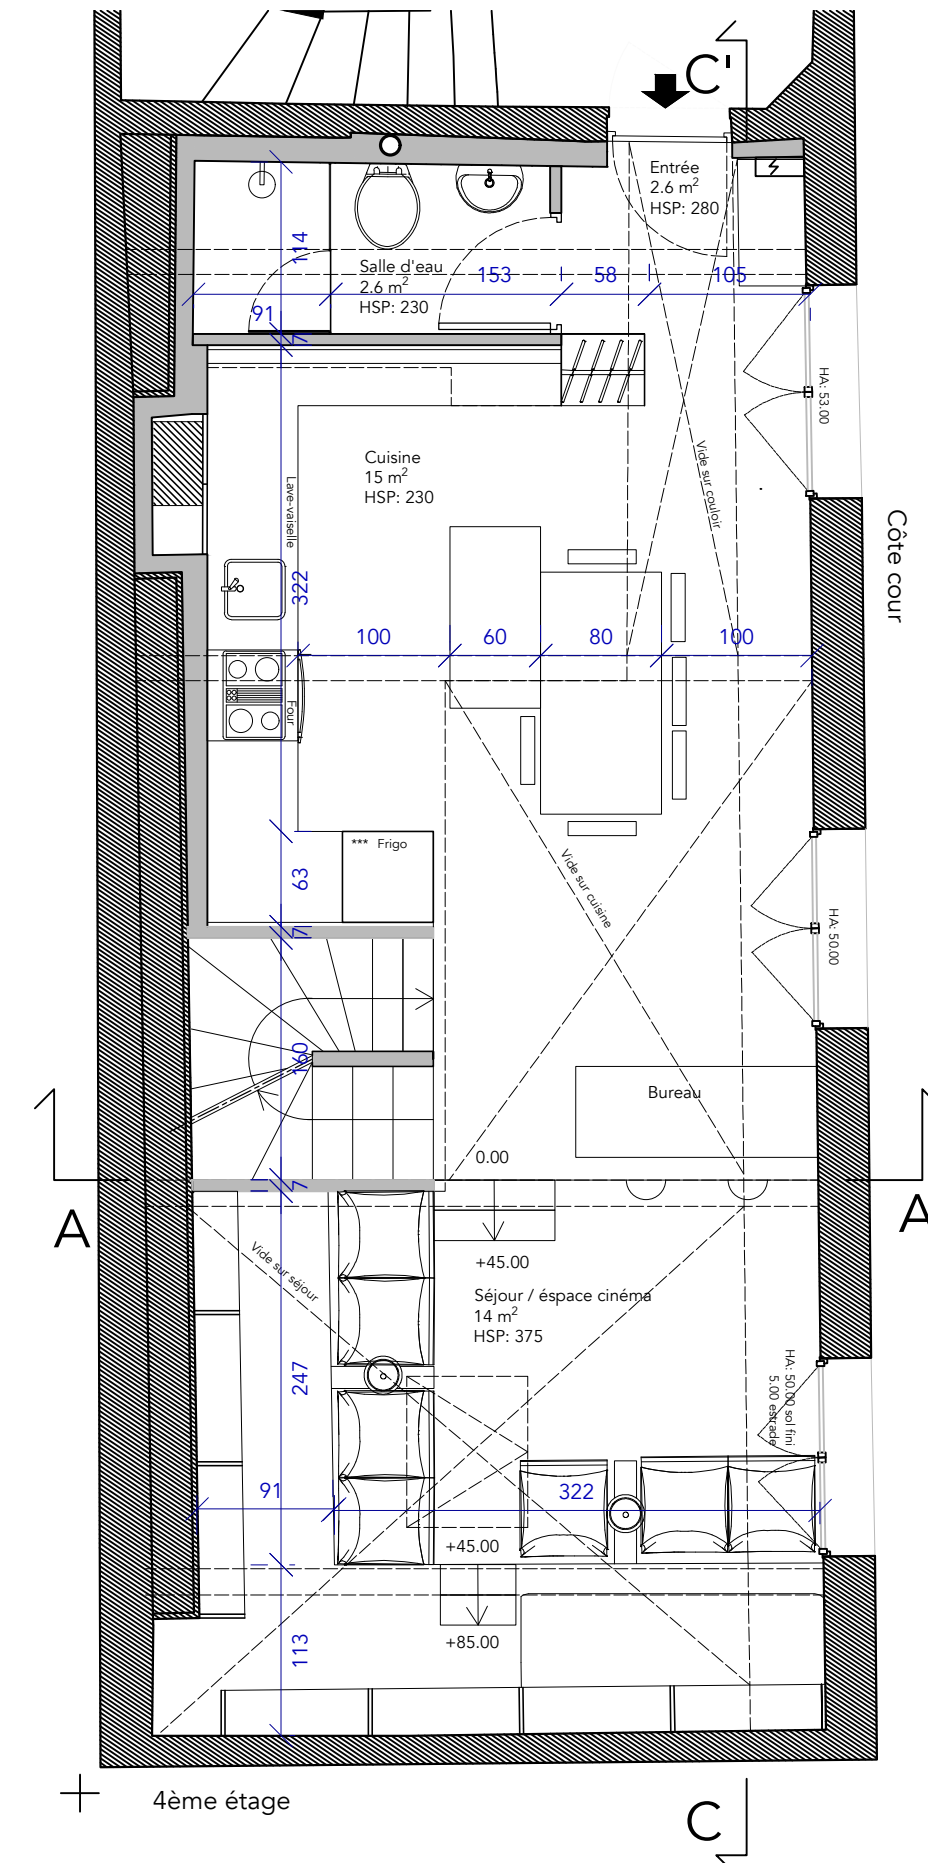 C'
Entrée
2.6 m²
HSP: 280
114
Salle d'eau
2.6 m²
HSP: 230
153
58
105
91
7
HA: 53.00
Cuisine
15 m²
HSP: 230
Vide sur couloir
Lave-vaiselle
Côte cour
322
100
60
80
100
Four
*** Frigo
Vide sur cuisine
63
HA: 50.00
7
160
Bureau
0.00
7
A
A
Vide sur séjour
+45.00
Séjour / éspace cinéma
14 m²
HSP: 375
HA: 50.00 sol fini
5.00 estrade
247
91
322
+45.00
+85.00
113
4ème étage
C